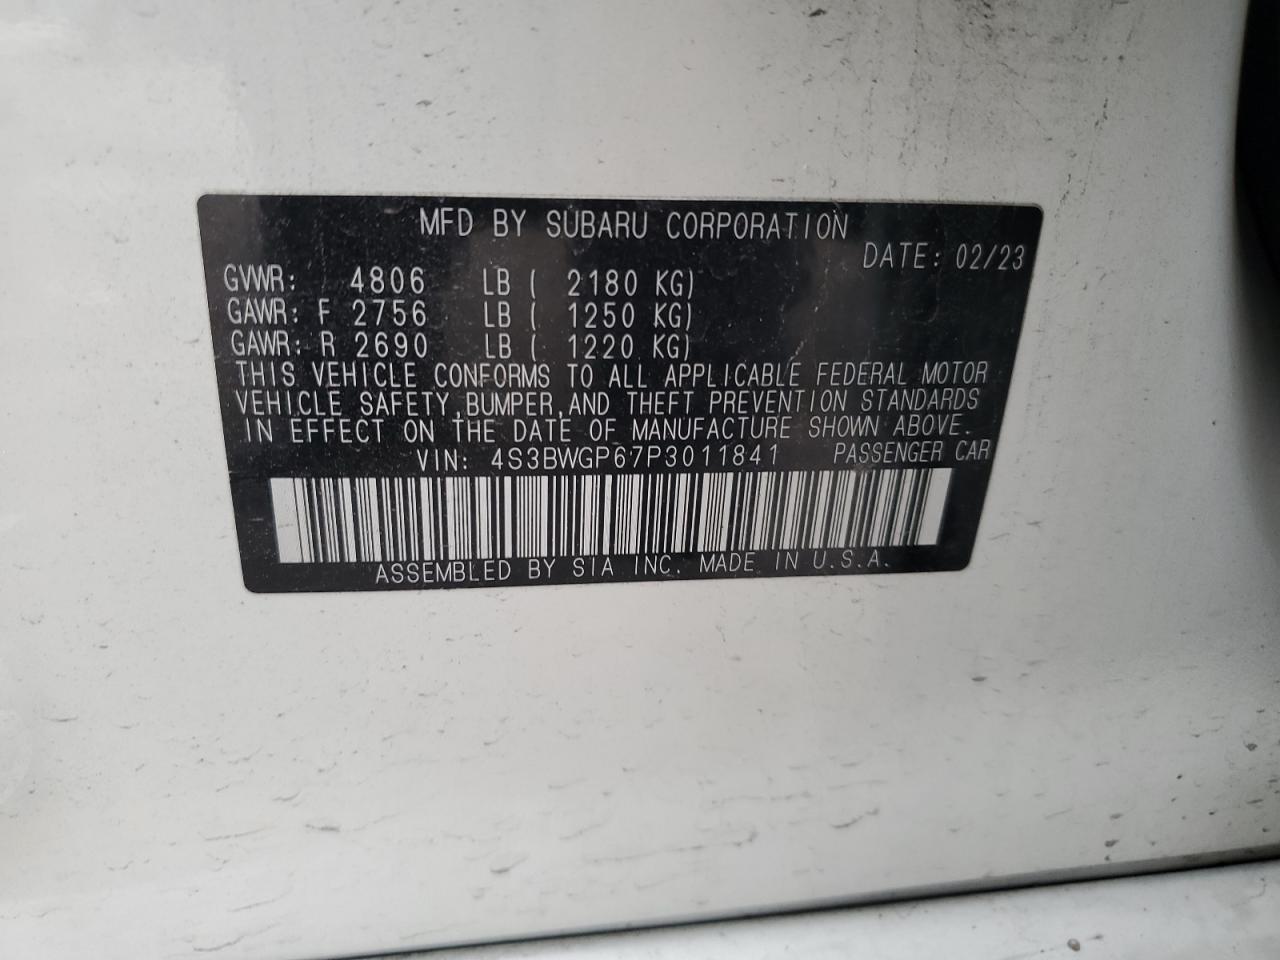 MFD BY SUBARU CORPORATION
DATE: 02/23
GVWR: 4806 LB ( 2180 KG)
GAWR: F 2756 LB ( 1250 KG)
GAWR: R 2690 LB ( 1220 KG)
THIS VEHICLE CONFORMS TO ALL APPLICABLE FEDERAL MOTOR
VEHICLE SAFETY,BUMPER,AND THEFT PREVENTION STANDARDS
IN EFFECT ON THE DATE OF MANUFACTURE SHOWN ABOVE.
VIN: 4S3BWGP67P3011841 PASSENGER CAR
ASSEMBLED BY SIA INC. MADE IN U.S.A.